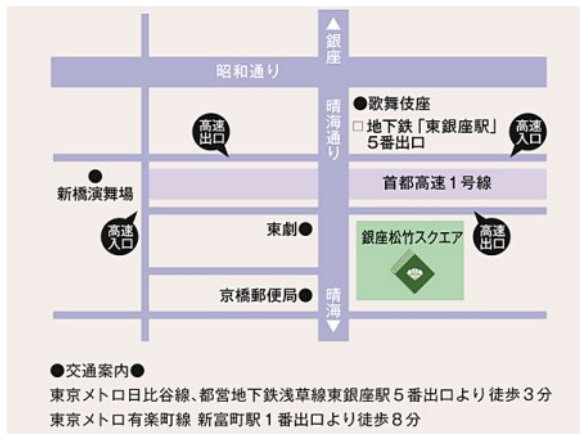 ▲銀座
昭和通り
晴海通り
●歌舞伎座
□地下鉄「東銀座駅」
5番出口
高速
出口
高速
入口
●
新橋演舞場
首都高速1号線
高速
入口
東劇●
銀座松竹スクエア
高速
出口
京橋郵便局●
晴海▼
●交通案内●
東京メトロ日比谷線、都営地下鉄浅草線東銀座駅5番出口より徒歩3分
東京メトロ有楽町線 新富町駅1番出口より徒歩8分